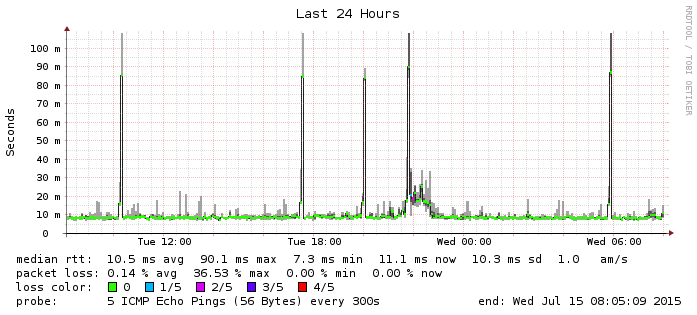 Last 24 Hours
RRDTOOL / TOBI OETIKER
Seconds
100 m
90 m
80 m
70 m
60 m
50 m
40 m
30 m
20 m
10 m
0
Tue 12:00 Tue 18:00 Wed 00:00 Wed 06:00
median rtt: 10.5 ms avg 90.1 ms max 7.3 ms min 11.1 ms now 10.3 ms sd 1.0 am/s
packet loss: 0.14 % avg 36.53 % max 0.00 % min 0.00 % now
loss color: 0 1/5 2/5 3/5 4/5
probe: 5 ICMP Echo Pings (56 Bytes) every 300s end: Wed Jul 15 08:05:09 2015